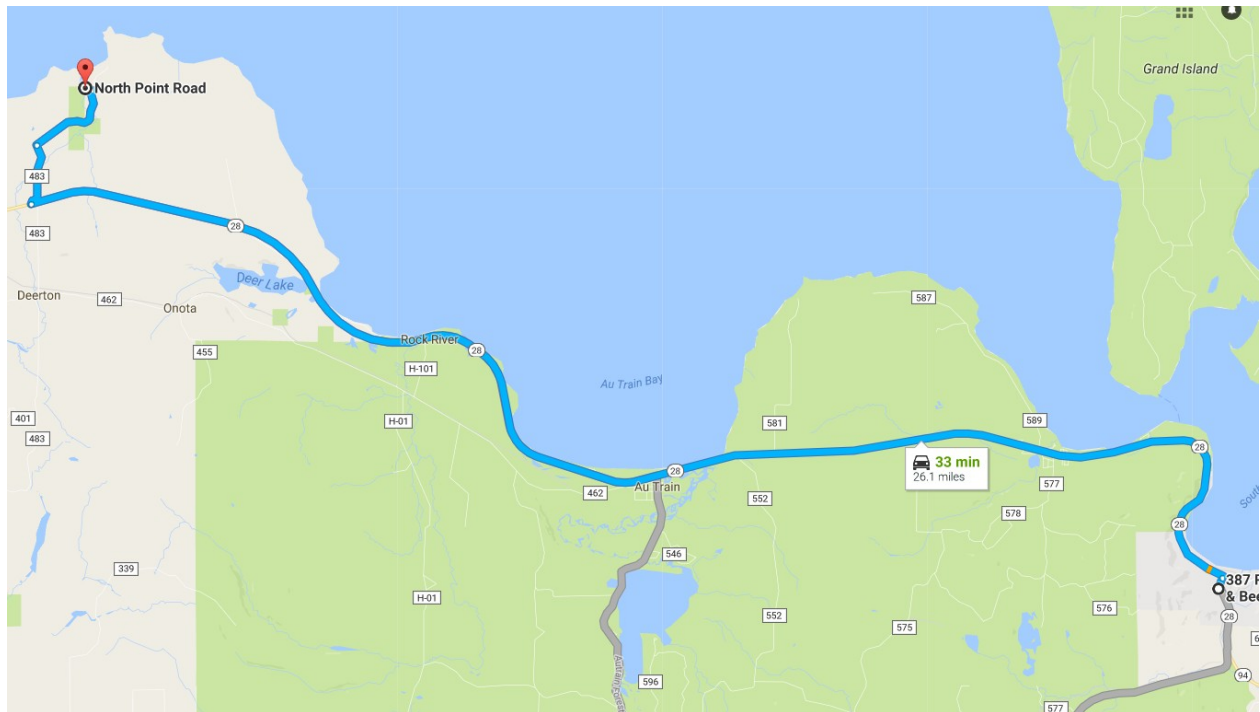 Grand Island
North Point Road
483
28
483
Deer Lake
Deerton
462
Onota
587
Rock River
28
455
H-101
Au Train Bay
401
H-01
581
589
483
28
33 min
26.1 miles
28
462
Au Train
577
552
578
28
546
339
387
& Bee
H-01
552
575
576
28
596
94
577